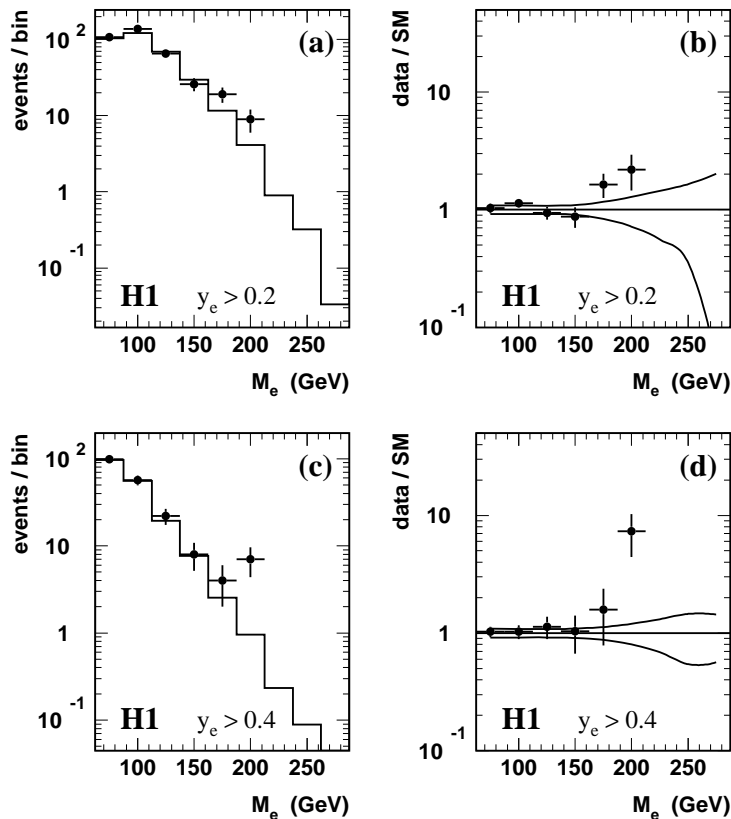 events / bin
10²
10
1
10⁻¹
(a)
H1 y_e > 0.2
100 150 200 250
M_e (GeV)
data / SM
10
1
10⁻¹
(b)
H1 y_e > 0.2
100 150 200 250
M_e (GeV)
events / bin
10²
10
1
10⁻¹
(c)
H1 y_e > 0.4
100 150 200 250
M_e (GeV)
data / SM
10
1
10⁻¹
(d)
H1 y_e > 0.4
100 150 200 250
M_e (GeV)